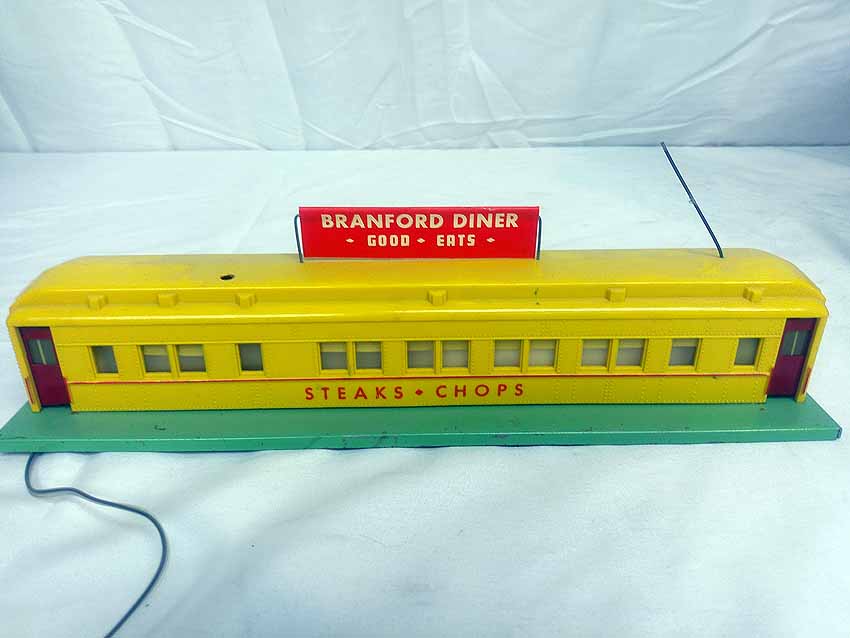 BRANFORD DINER
◆ GOOD ◆ EATS ◆
STEAKS ◆ CHOPS